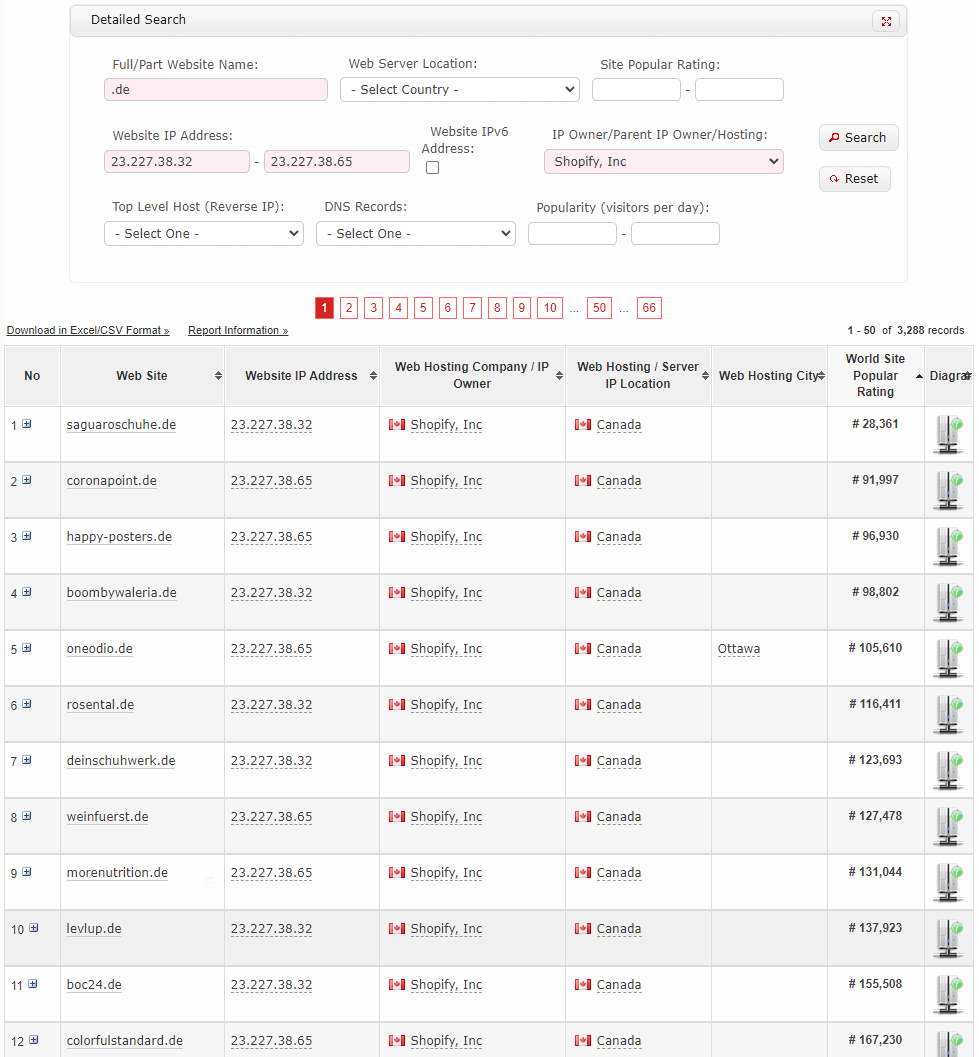 Detailed Search
Full/Part Website Name: Web Server Location: Site Popular Rating:
.de - Select Country - -
Website IP Address: Website IPv6 Address: IP Owner/Parent IP Owner/Hosting:
23.227.38.32 - 23.227.38.65 Shopify, Inc
Search
Reset
Top Level Host (Reverse IP): DNS Records: Popularity (visitors per day):
- Select One - - Select One - -
1 2 3 4 5 6 7 8 9 10 ... 50 ... 66
Download in Excel/CSV Format » Report Information » 1 - 50 of 3,288 records
No Web Site Website IP Address Web Hosting Company / IP Owner Web Hosting / Server IP Location Web Hosting City World Site Popular Rating Diagra
1 saguaroschuhe.de 23.227.38.32 Shopify, Inc Canada # 28,361
2 coronapoint.de 23.227.38.65 Shopify, Inc Canada # 91,997
3 happy-posters.de 23.227.38.65 Shopify, Inc Canada # 96,930
4 boombywaleria.de 23.227.38.32 Shopify, Inc Canada # 98,802
5 oneodio.de 23.227.38.65 Shopify, Inc Canada Ottawa # 105,610
6 rosental.de 23.227.38.32 Shopify, Inc Canada # 116,411
7 deinschuhwerk.de 23.227.38.32 Shopify, Inc Canada # 123,693
8 weinfuerst.de 23.227.38.32 Shopify, Inc Canada # 127,478
9 morenutrition.de 23.227.38.65 Shopify, Inc Canada # 131,044
10 levlup.de 23.227.38.32 Shopify, Inc Canada # 137,923
11 boc24.de 23.227.38.32 Shopify, Inc Canada # 155,508
12 colorfulstandard.de 23.227.38.65 Shopify, Inc Canada # 167,230